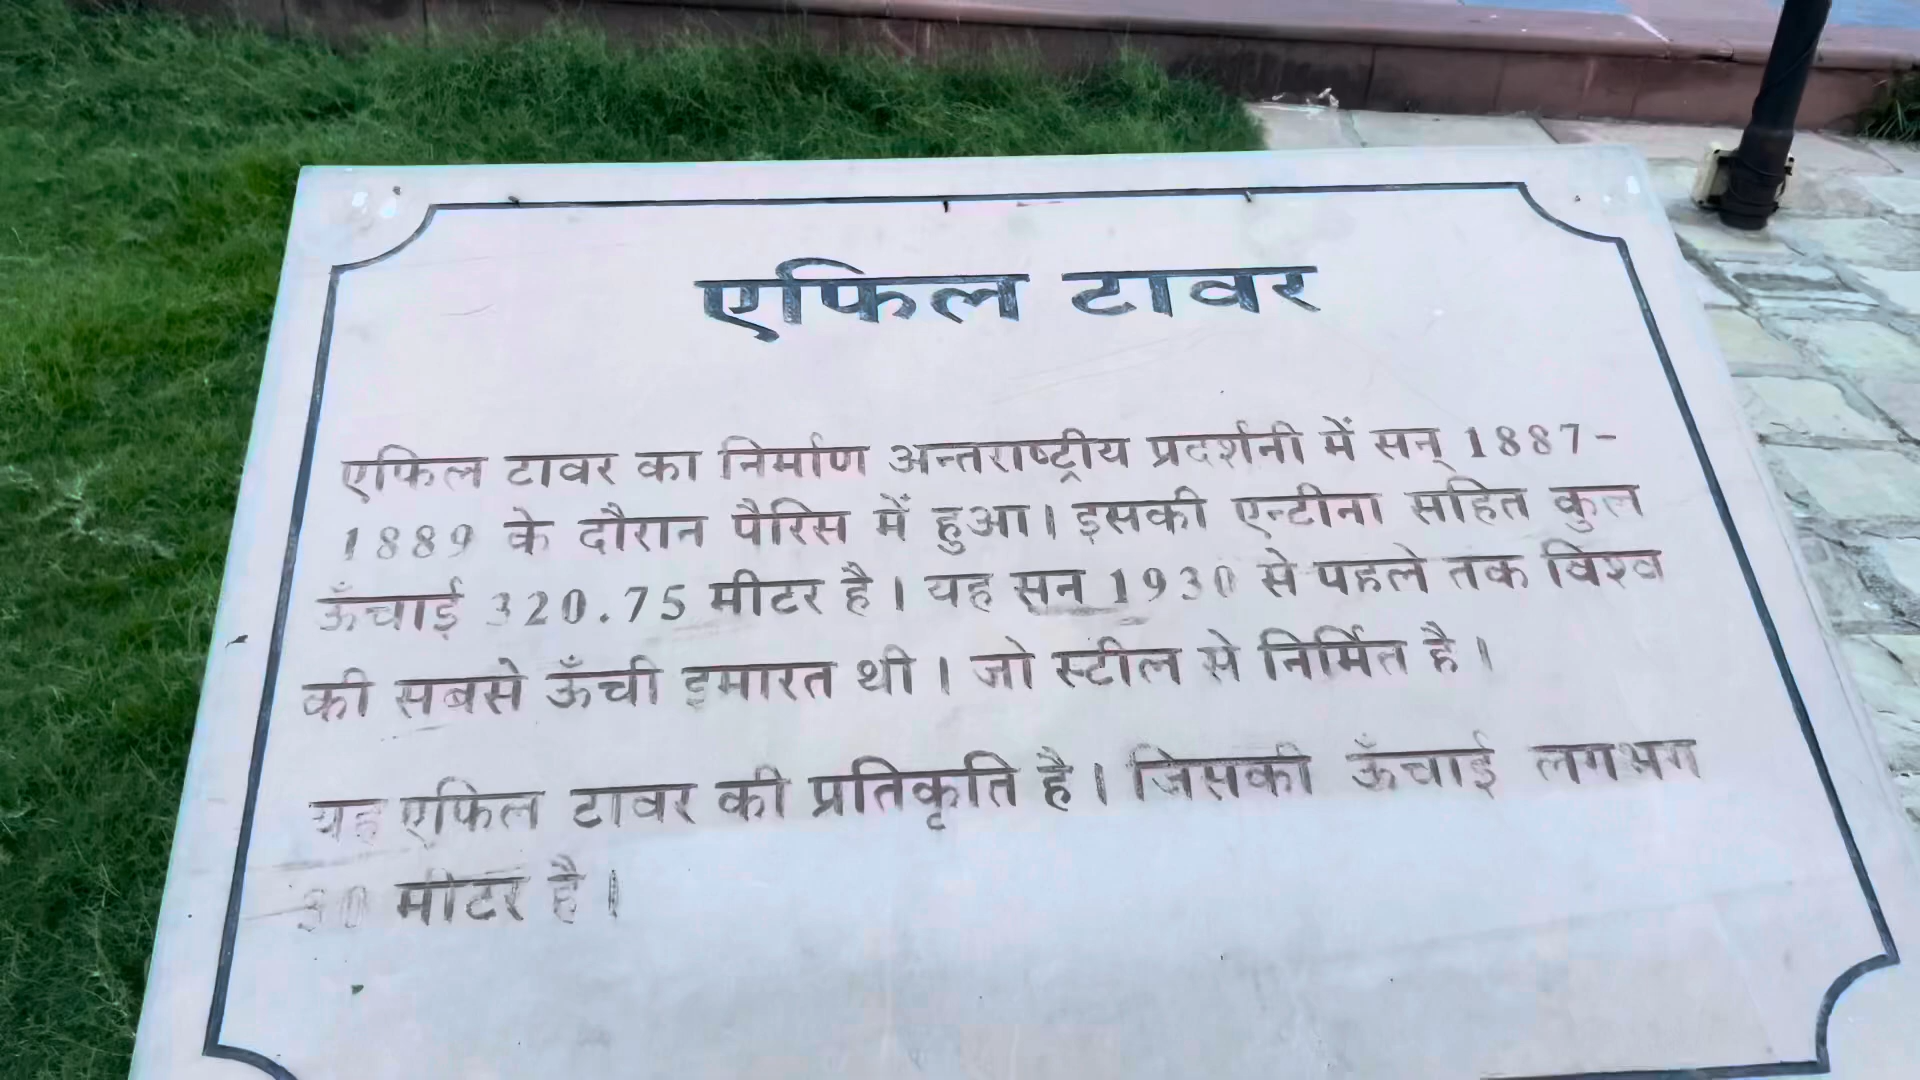 एफिल टावर
एफिल टावर का निर्माण अन्तराष्ट्रीय प्रदर्शनी में सन् 1887-
1889 के दौरान पैरिस में हुआ। इसकी एन्टीना सहित कुल
ऊँचाई 320.75 मीटर है। यह सन 1930 से पहले तक विश्व
की सबसे ऊँची इमारत थी। जो स्टील से निर्मित है।
यह एफिल टावर की प्रतिकृति है। जिसकी ऊँचाई लगभग
30 मीटर है।